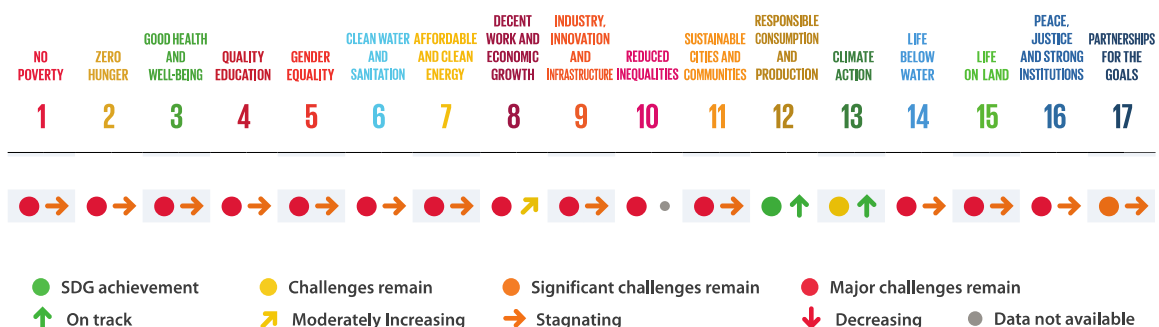 NO
POVERTY
1
ZERO
HUNGER
2
GOOD HEALTH
AND
WELL-BEING
3
QUALITY
EDUCATION
4
GENDER
EQUALITY
5
CLEAN WATER
AND
SANITATION
6
AFFORDABLE
AND CLEAN
ENERGY
7
DECENT
WORK AND
ECONOMIC
GROWTH
8
INDUSTRY,
INNOVATION
AND
INFRASTRUCTURE
9
REDUCED
INEQUALITIES
10
SUSTAINABLE
CITIES AND
COMMUNITIES
11
RESPONSIBLE
CONSUMPTION
AND
PRODUCTION
12
CLIMATE
ACTION
13
LIFE
BELOW
WATER
14
LIFE
ON LAND
15
PEACE,
JUSTICE
AND STRONG
INSTITUTIONS
16
PARTNERSHIPS
FOR THE
GOALS
17
SDG achievement
Challenges remain
Significant challenges remain
Major challenges remain
On track
Moderately Increasing
Stagnating
Decreasing
Data not available